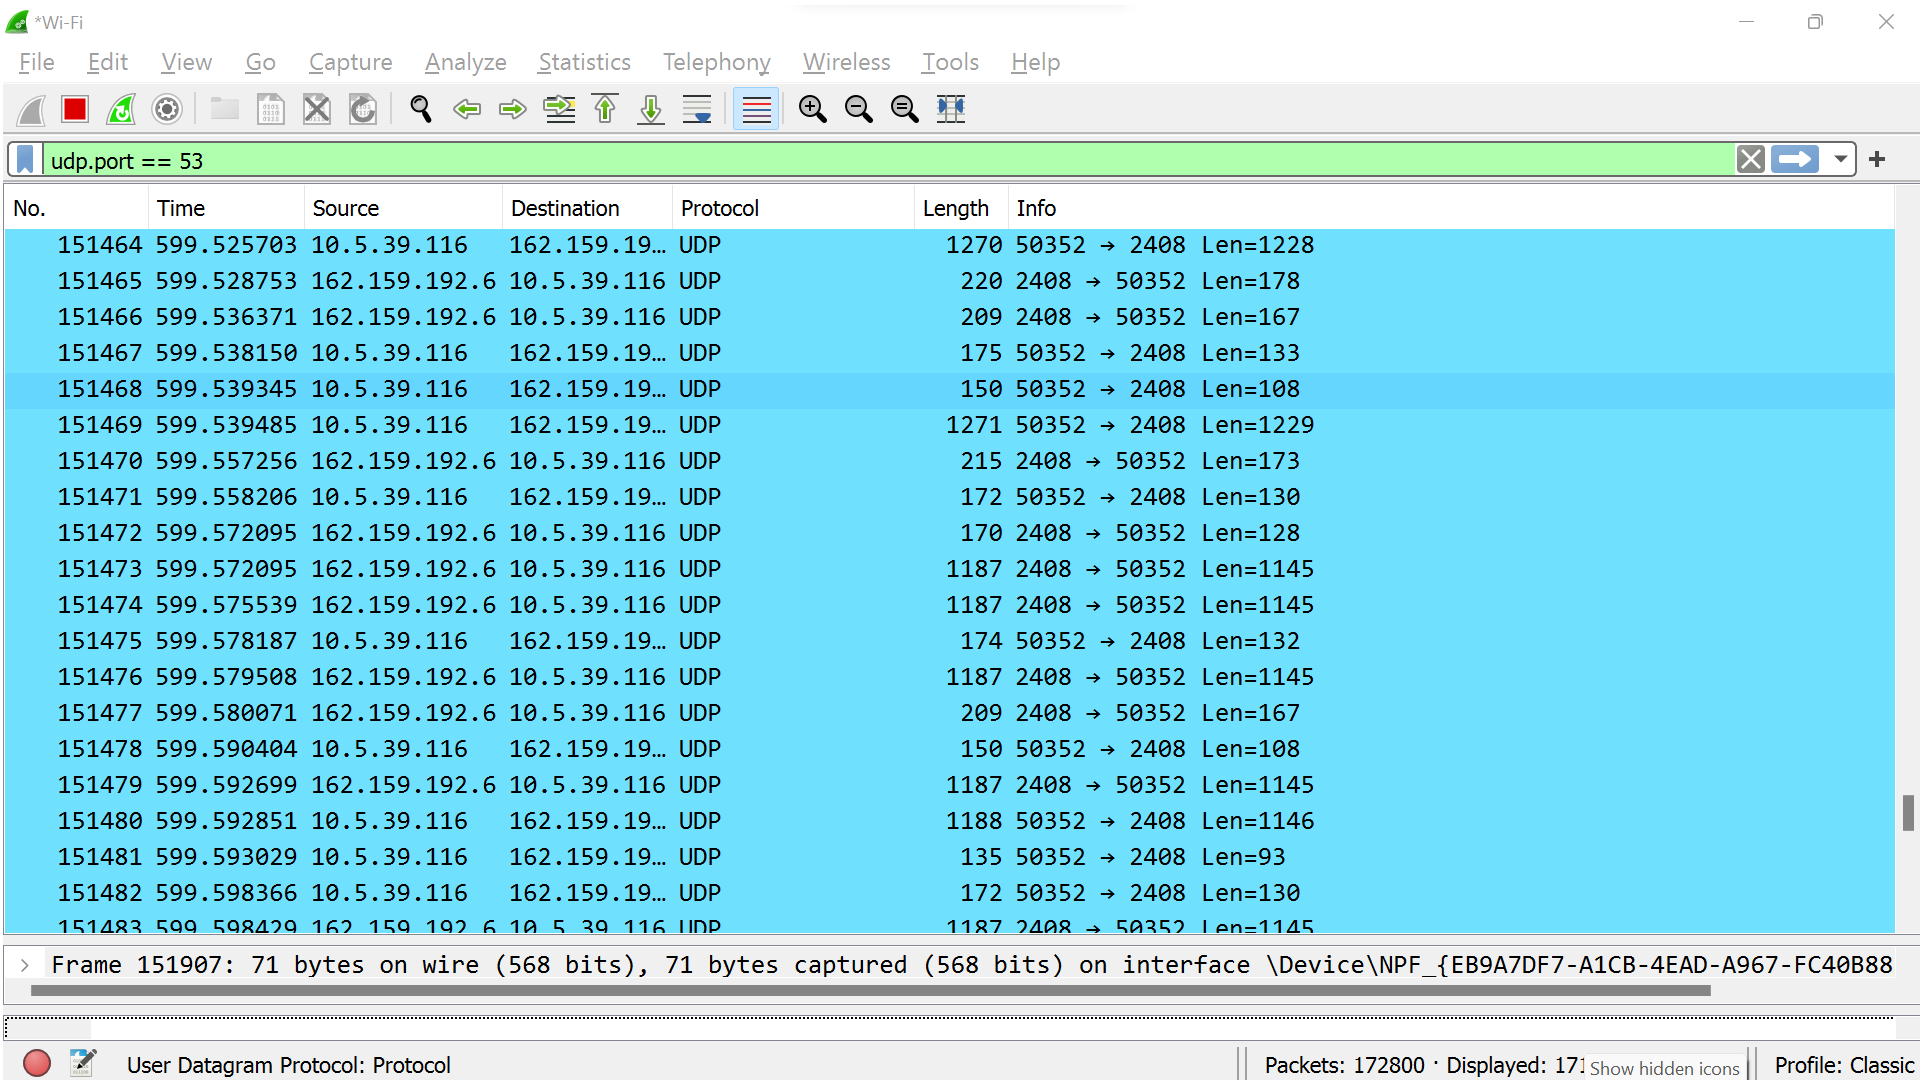 *Wi-Fi
File Edit View Go Capture Analyze Statistics Telephony Wireless Tools Help
udp.port == 53
No. Time Source Destination Protocol Length Info
151464 599.525703 10.5.39.116 162.159.19… UDP 1270 50352 → 2408 Len=1228
151465 599.528753 162.159.192.6 10.5.39.116 UDP 220 2408 → 50352 Len=178
151466 599.536371 162.159.192.6 10.5.39.116 UDP 209 2408 → 50352 Len=167
151467 599.538150 10.5.39.116 162.159.19… UDP 175 50352 → 2408 Len=133
151468 599.539345 10.5.39.116 162.159.19… UDP 150 50352 → 2408 Len=108
151469 599.539485 10.5.39.116 162.159.19… UDP 1271 50352 → 2408 Len=1229
151470 599.557256 162.159.192.6 10.5.39.116 UDP 215 2408 → 50352 Len=173
151471 599.558206 10.5.39.116 162.159.19… UDP 172 50352 → 2408 Len=130
151472 599.572095 162.159.192.6 10.5.39.116 UDP 170 2408 → 50352 Len=128
151473 599.572095 162.159.192.6 10.5.39.116 UDP 1187 2408 → 50352 Len=1145
151474 599.575539 162.159.192.6 10.5.39.116 UDP 1187 2408 → 50352 Len=1145
151475 599.578187 10.5.39.116 162.159.19… UDP 174 50352 → 2408 Len=132
151476 599.579508 162.159.192.6 10.5.39.116 UDP 1187 2408 → 50352 Len=1145
151477 599.580071 162.159.192.6 10.5.39.116 UDP 209 2408 → 50352 Len=167
151478 599.590404 10.5.39.116 162.159.19… UDP 150 50352 → 2408 Len=108
151479 599.592699 162.159.192.6 10.5.39.116 UDP 1187 2408 → 50352 Len=1145
151480 599.592851 10.5.39.116 162.159.19… UDP 1188 50352 → 2408 Len=1146
151481 599.593029 10.5.39.116 162.159.19… UDP 135 50352 → 2408 Len=93
151482 599.598366 10.5.39.116 162.159.19… UDP 172 50352 → 2408 Len=130
151483 599.598429 162.159.192.6 10.5.39.116 UDP 1187 2408 → 50352 Len=1145
Frame 151907: 71 bytes on wire (568 bits), 71 bytes captured (568 bits) on interface \Device\NPF_{EB9A7DF7-A1CB-4EAD-A967-FC40B88
User Datagram Protocol: Protocol Packets: 172800 · Displayed: 171 Show hidden icons Profile: Classic